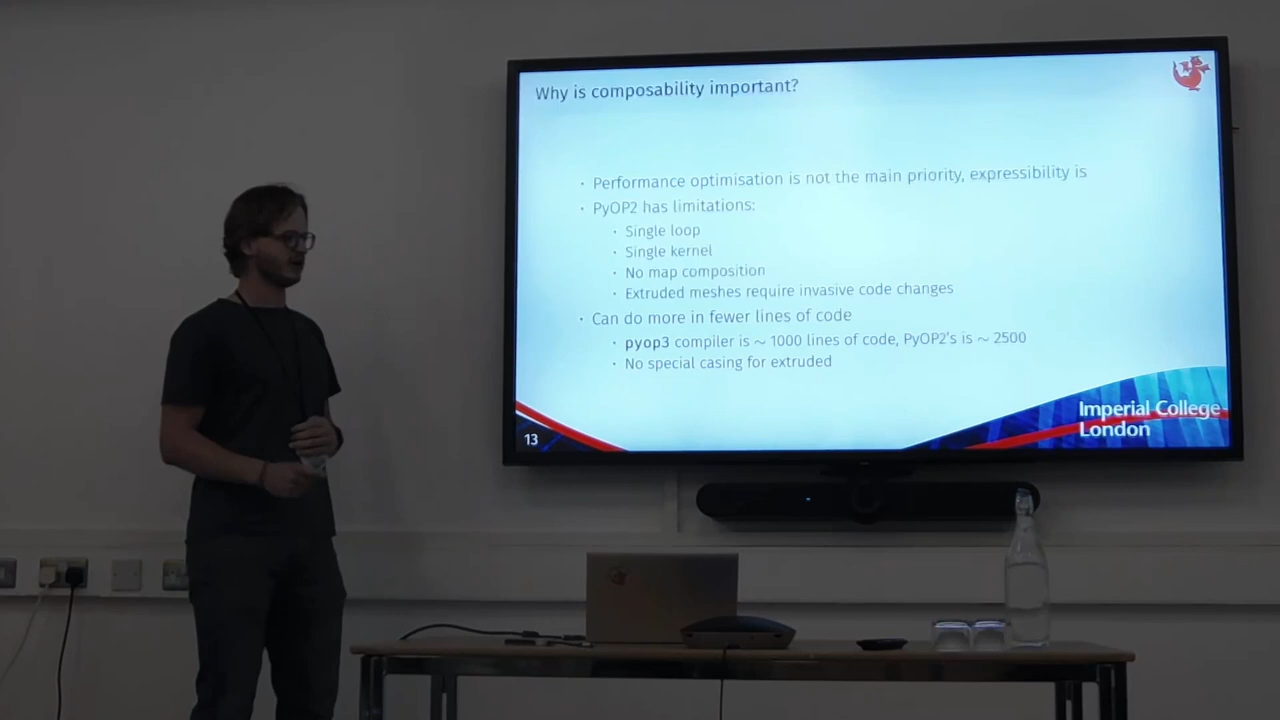 Why is composability important?
· Performance optimisation is not the main priority, expressibility is
· PyOP2 has limitations:
· Single loop
· Single kernel
· No map composition
· Extruded meshes require invasive code changes
· Can do more in fewer lines of code
· pyop3 compiler is ~ 1000 lines of code, PyOP2's is ~ 2500
· No special casing for extruded
Imperial College
London
13